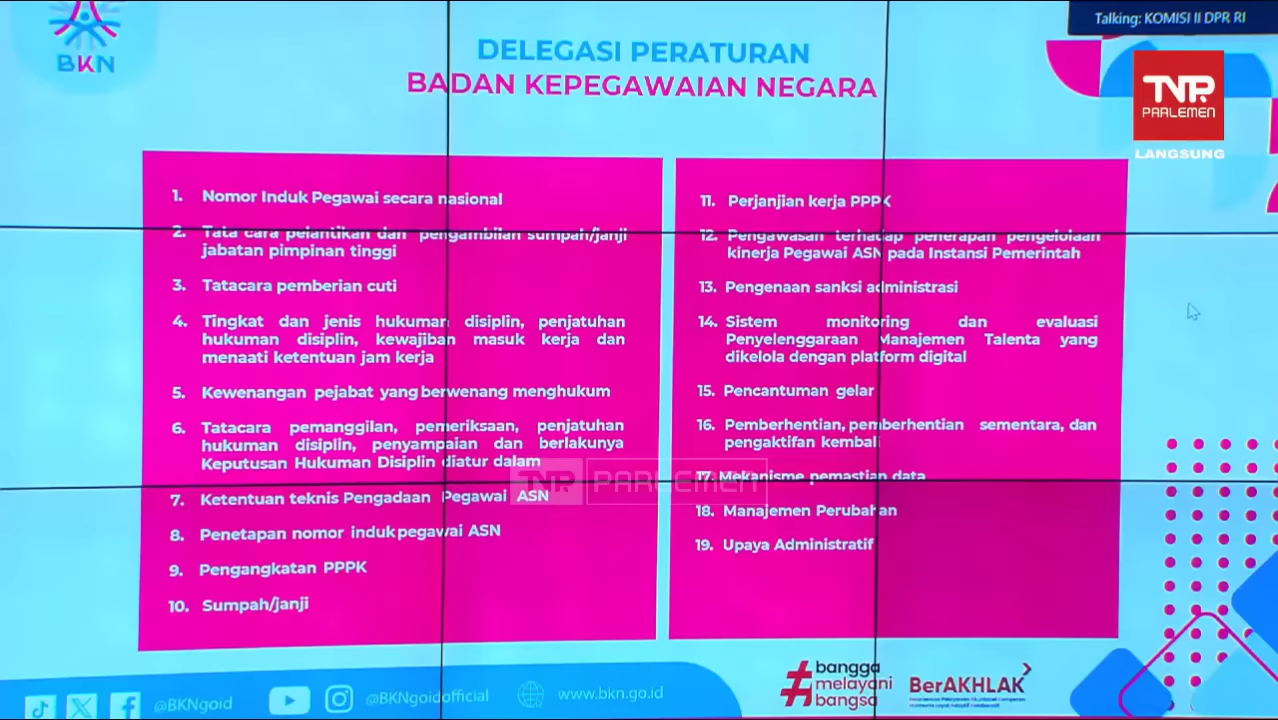 Talking: KOMISI II DPR RI
BKN
DELEGASI PERATURAN
BADAN KEPEGAWAIAN NEGARA
TVP.
PARLEMEN
LANGSUNG
1. Nomor Induk Pegawai secara nasional
2. Tata cara pelantikan dan pengambilan sumpah/janji
jabatan pimpinan tinggi
3. Tatacara pemberian cuti
4. Tingkat dan jenis hukuman disiplin, penjatuhan
hukuman disiplin, kewajiban masuk kerja dan
menaati ketentuan jam kerja
5. Kewenangan pejabat yang berwenang menghukum
6. Tatacara pemanggilan, pemeriksaan, penjatuhan
hukuman disiplin, penyampaian dan berlakunya
Keputusan Hukuman Disiplin diatur dalam
7. Ketentuan teknis Pengadaan Pegawai ASN
8. Penetapan nomor induk pegawai ASN
9. Pengangkatan PPPK
10. Sumpah/janji
11. Perjanjian kerja PPPK
12. Pengawasan terhadap penerapan pengelolaan
kinerja Pegawai ASN pada Instansi Pemerintah
13. Pengenaan sanksi administrasi
14. Sistem monitoring dan evaluasi
Penyelenggaraan Manajemen Talenta yang
dikelola dengan platform digital
15. Pencantuman gelar
16. Pemberhentian, pemberhentian sementara, dan
pengaktifan kembali
17. Mekanisme pemastian data
18. Manajemen Perubahan
19. Upaya Administratif
TVP. PARLEMEN
@BKNgoid
@BKNgoidofficial
www.bkn.go.id
#bangga
melayani
bangsa
BerAKHLAK